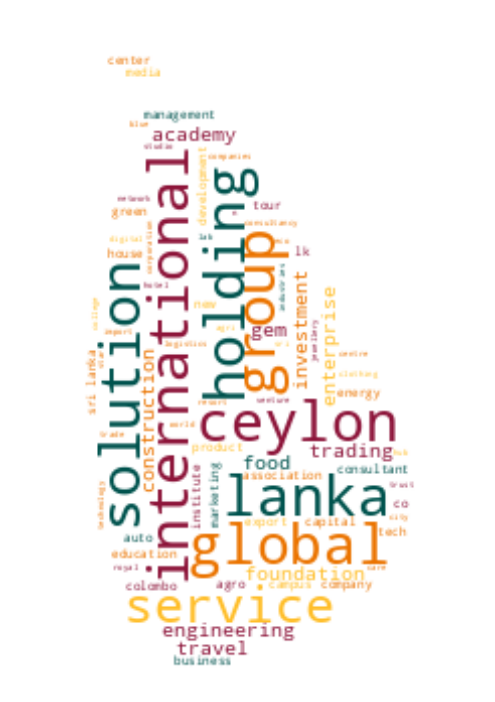 center
media
management
blue
academy
studio
companies
international
development
holding
network
tour
green
consultancy
digital
corporation
lab
house
group
lk
solution
hotel
investment
enterprise
college
new
import
agri
gem
logistics
sri
jewellery
centre
sri lanka
construction
clothing
resort
venture
energy
ceylon
trade
world
product
trading
hub
food
consultant
institute
marketing
association
trust
lanka
technology
co
export
capital
city
auto
global
tech
education
royal
care
foundation
colombo
agro
campus
company
service
engineering
travel
business